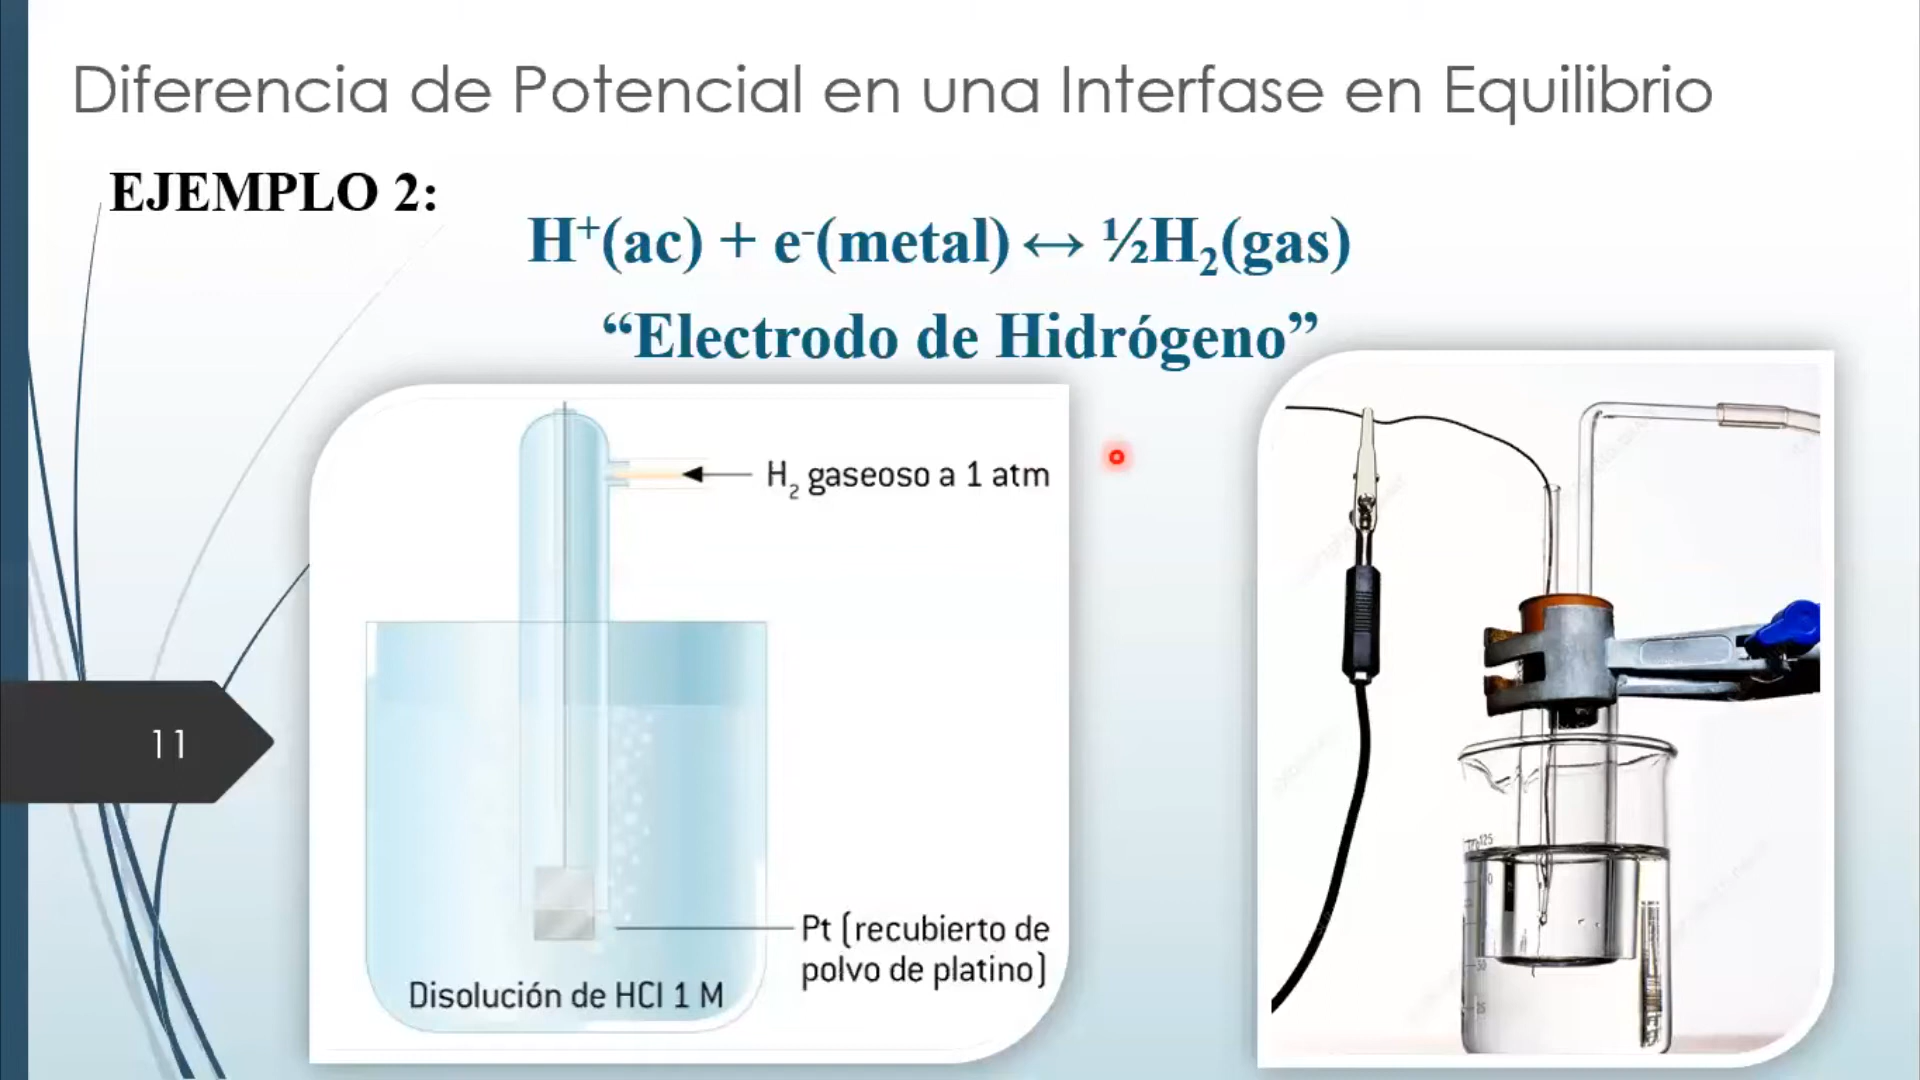 Diferencia de Potencial en una Interfase en Equilibrio
EJEMPLO 2:
H⁺(ac) + e⁻(metal) ↔ ½H₂(gas)
“Electrodo de Hidrógeno”
H₂ gaseoso a 1 atm
Pt (recubierto de
polvo de platino)
Disolución de HCl 1 M
11
125